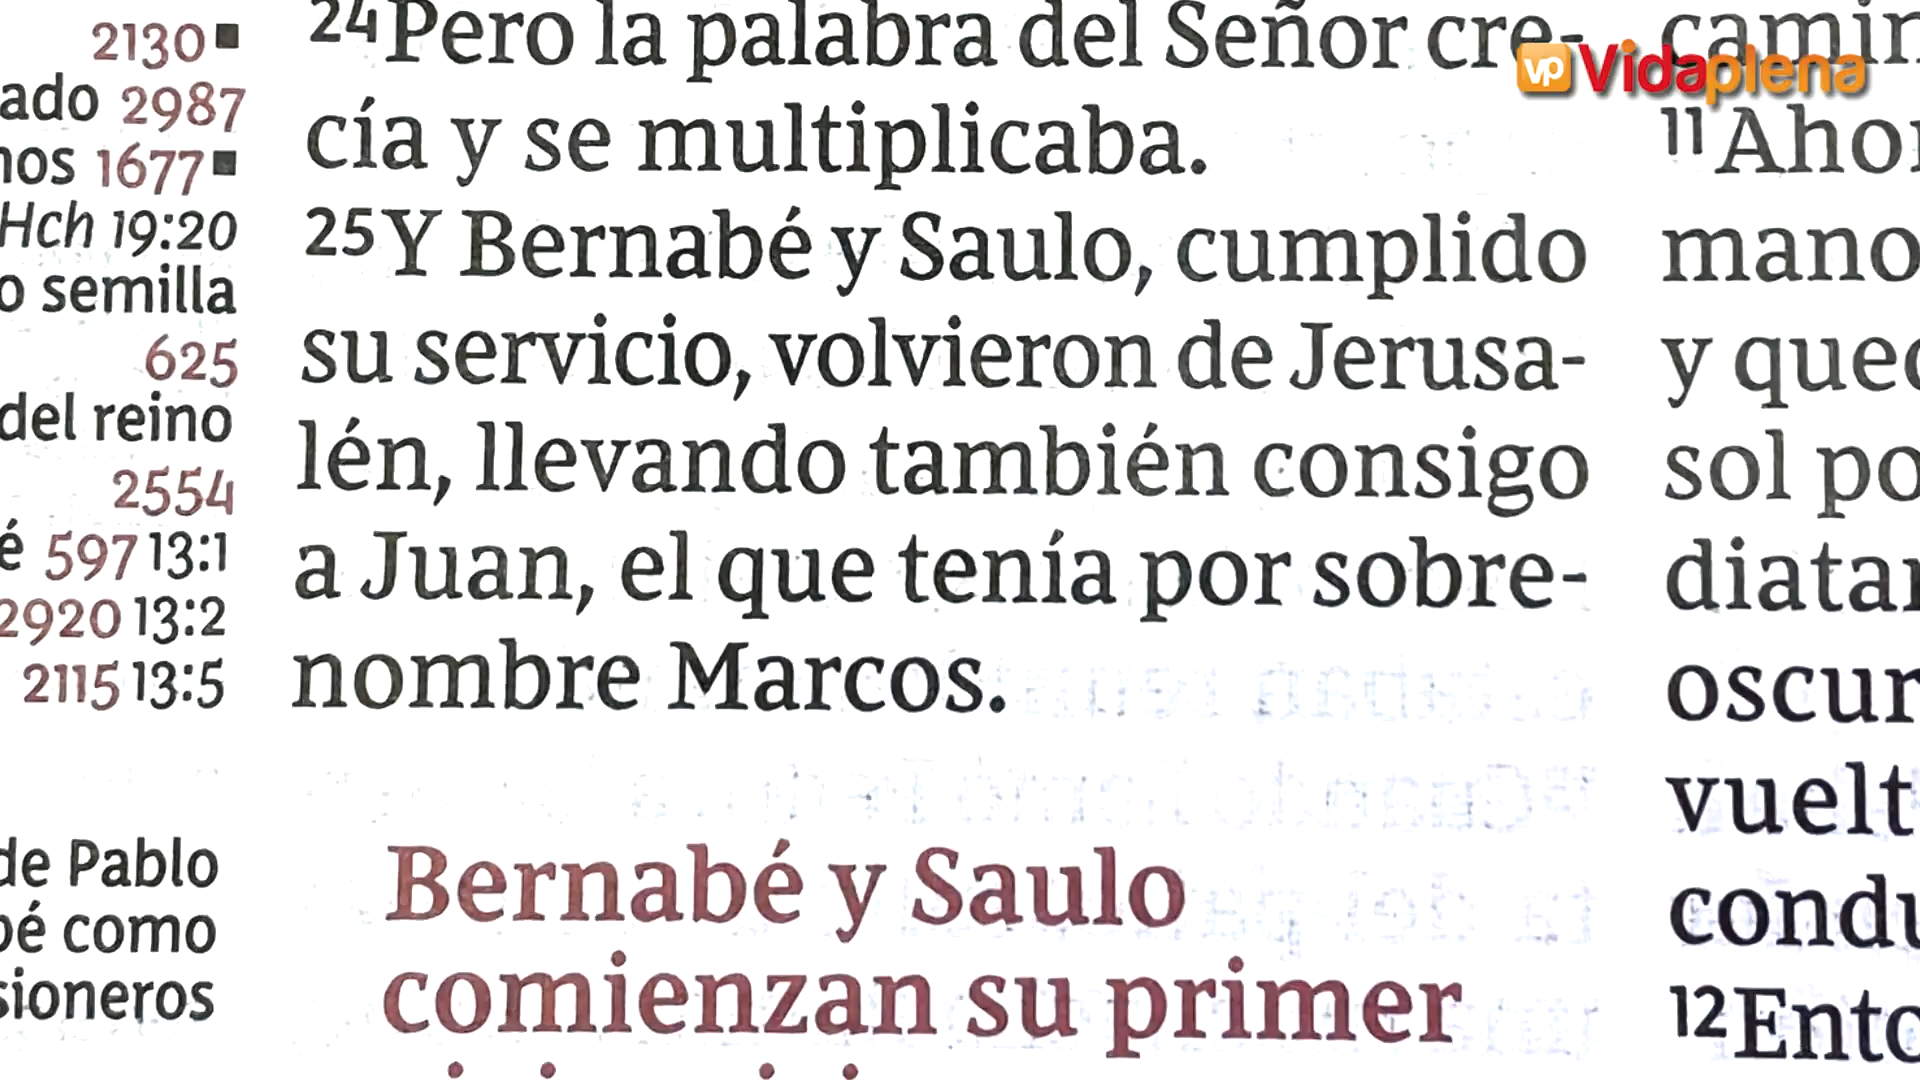 2130
ado 2987
nos 1677
Hch 19:20
o semilla
625
del reino
2554
é 597 13:1
2920 13:2
2115 13:5
de Pablo
bé como
sioneros
24Pero la palabra del Señor cre-
cía y se multiplicaba.
25Y Bernabé y Saulo, cumplido
su servicio, volvieron de Jerusa-
lén, llevando también consigo
a Juan, el que tenía por sobre-
nombre Marcos.
Bernabé y Saulo
comienzan su primer
camin
11Ahor
mano
y qued
sol po
diatam
oscur
vuelt
condu
12Ento
vp Vidaplena